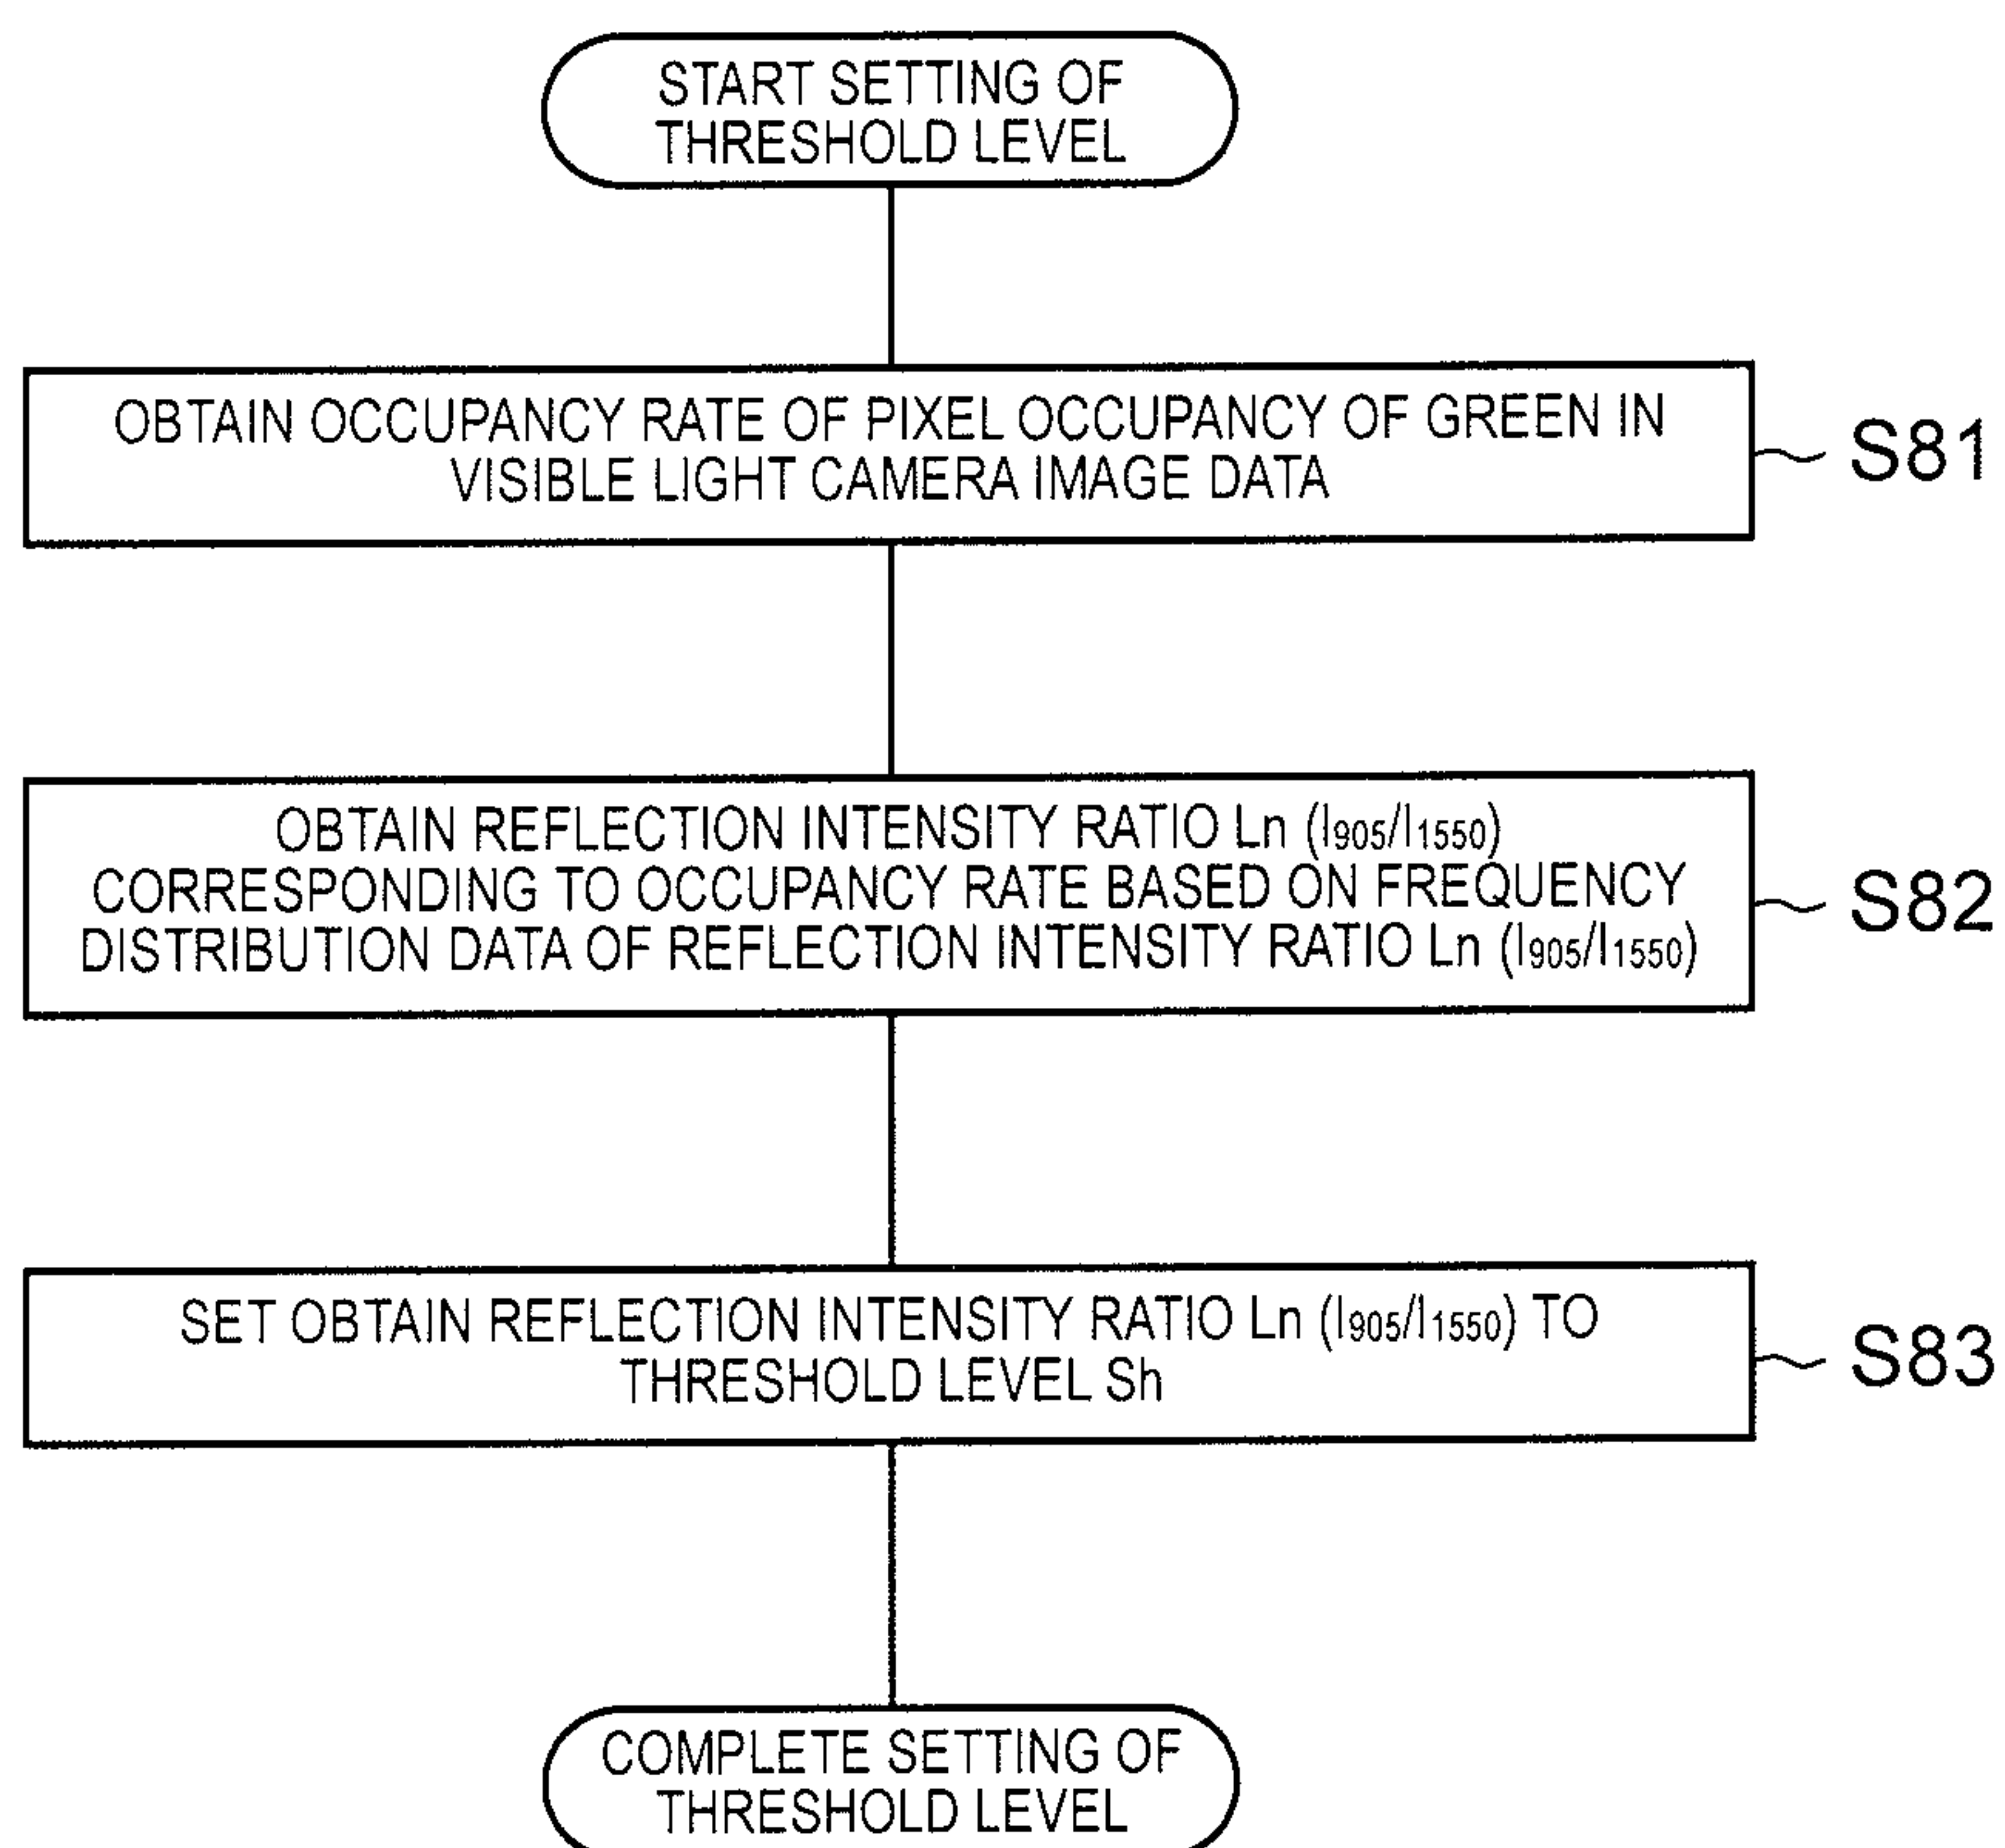 START SETTING OF
THRESHOLD LEVEL
OBTAIN OCCUPANCY RATE OF PIXEL OCCUPANCY OF GREEN IN
VISIBLE LIGHT CAMERA IMAGE DATA
S81
OBTAIN REFLECTION INTENSITY RATIO Ln (I905/I1550)
CORRESPONDING TO OCCUPANCY RATE BASED ON FREQUENCY
DISTRIBUTION DATA OF REFLECTION INTENSITY RATIO Ln (I905/I1550)
S82
SET OBTAIN REFLECTION INTENSITY RATIO Ln (I905/I1550) TO
THRESHOLD LEVEL Sh
S83
COMPLETE SETTING OF
THRESHOLD LEVEL